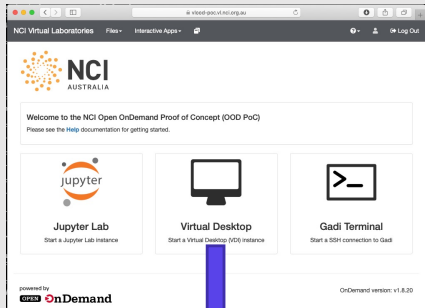 vleed-poc.vl.nci.org.au
NCI Virtual Laboratories Files Interactive Apps Log Out
NCI
AUSTRALIA
Welcome to the NCI Open OnDemand Proof of Concept (OOD PoC)
Please see the Help documentation for getting started.
jupyter
Jupyter Lab
Start a Jupyter Lab instance
Virtual Desktop
Start a Virtual Desktop (VDI) instance
>_
Gadi Terminal
Start a SSH connection to Gadi
powered by
OPEN OnDemand
OnDemand version: v1.8.20